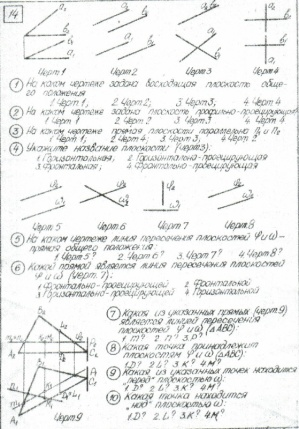 14
a₂
b₂
a₁
b₁
Черт 1 Черт 2 Черт 3 Черт 4
1 На каком чертеже задана восходящая плоскость обще-
го положения
1 Черт 1, 2 Черт 2; 3 Черт 3; 4 Черт 4
2 На каком чертеже задана плоскость профильно-проецирующая
1 Черт 1 2 Черт 2 3 Черт 3 4 Черт 4
3 На каком чертеже прямая плоскости параллельна П₂ и П₁
1 Черт 1, 2 Черт 4; 3 Черт 3; 4 Черт 2
4 Укажите название плоскости (черт 3):
1 Горизонтальная, 2 Горизонтально-проецирующая
3 Фронтальная; 4 Фронтально-проецирующая
Черт 5 Черт 6 Черт 7 Черт 8
5 На каком чертеже линия пересечения плоскостей Ψ и ω -
прямая общего положения:
1 Черт 5? 2 Черт 6? 3 Черт 7? 4 Черт 8?
6 Какой прямой является линия пересечения плоскостей
Ψ и ω (Черт. 7):
1 Фронтально-проецирующей 2 Фронтальной
3 Горизонтально-проецирующей 4 Горизонтальной
7 Какая из указанных прямых (черт 9)
является линией пересечения
плоскостей Ψ и ω (ΔABC):
8 Какая точка принадлежит
плоскостям Ψ и ω (ΔABC):
1 D? 2 L? 3 K? 4 M?
9 Какая из указанных точек находится
"перед" плоскостью ω:
1 D? 2 L? 3 K? 4 M?
10 Какая точка находится
"над" плоскостью ω:
1 D? 2 L? 3 K? 4 M?
Черт 9